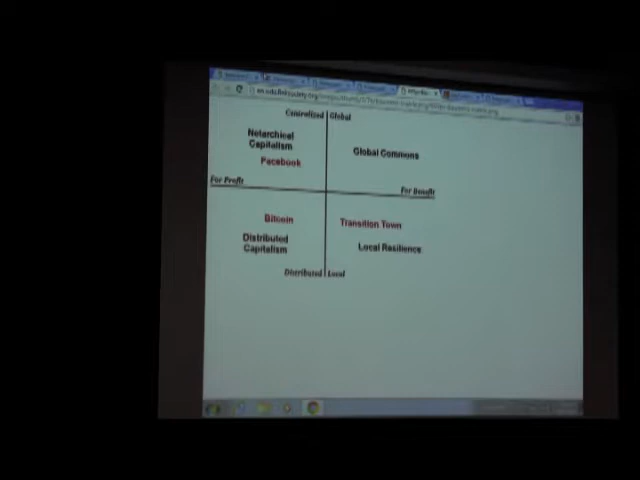 Centralized Global
Netarchical
Capitalism
Facebook
Global Commons
For Profit
For Benefit
Bitcoin
Transition Town
Distributed
Capitalism
Local Resilience
Distributed Local